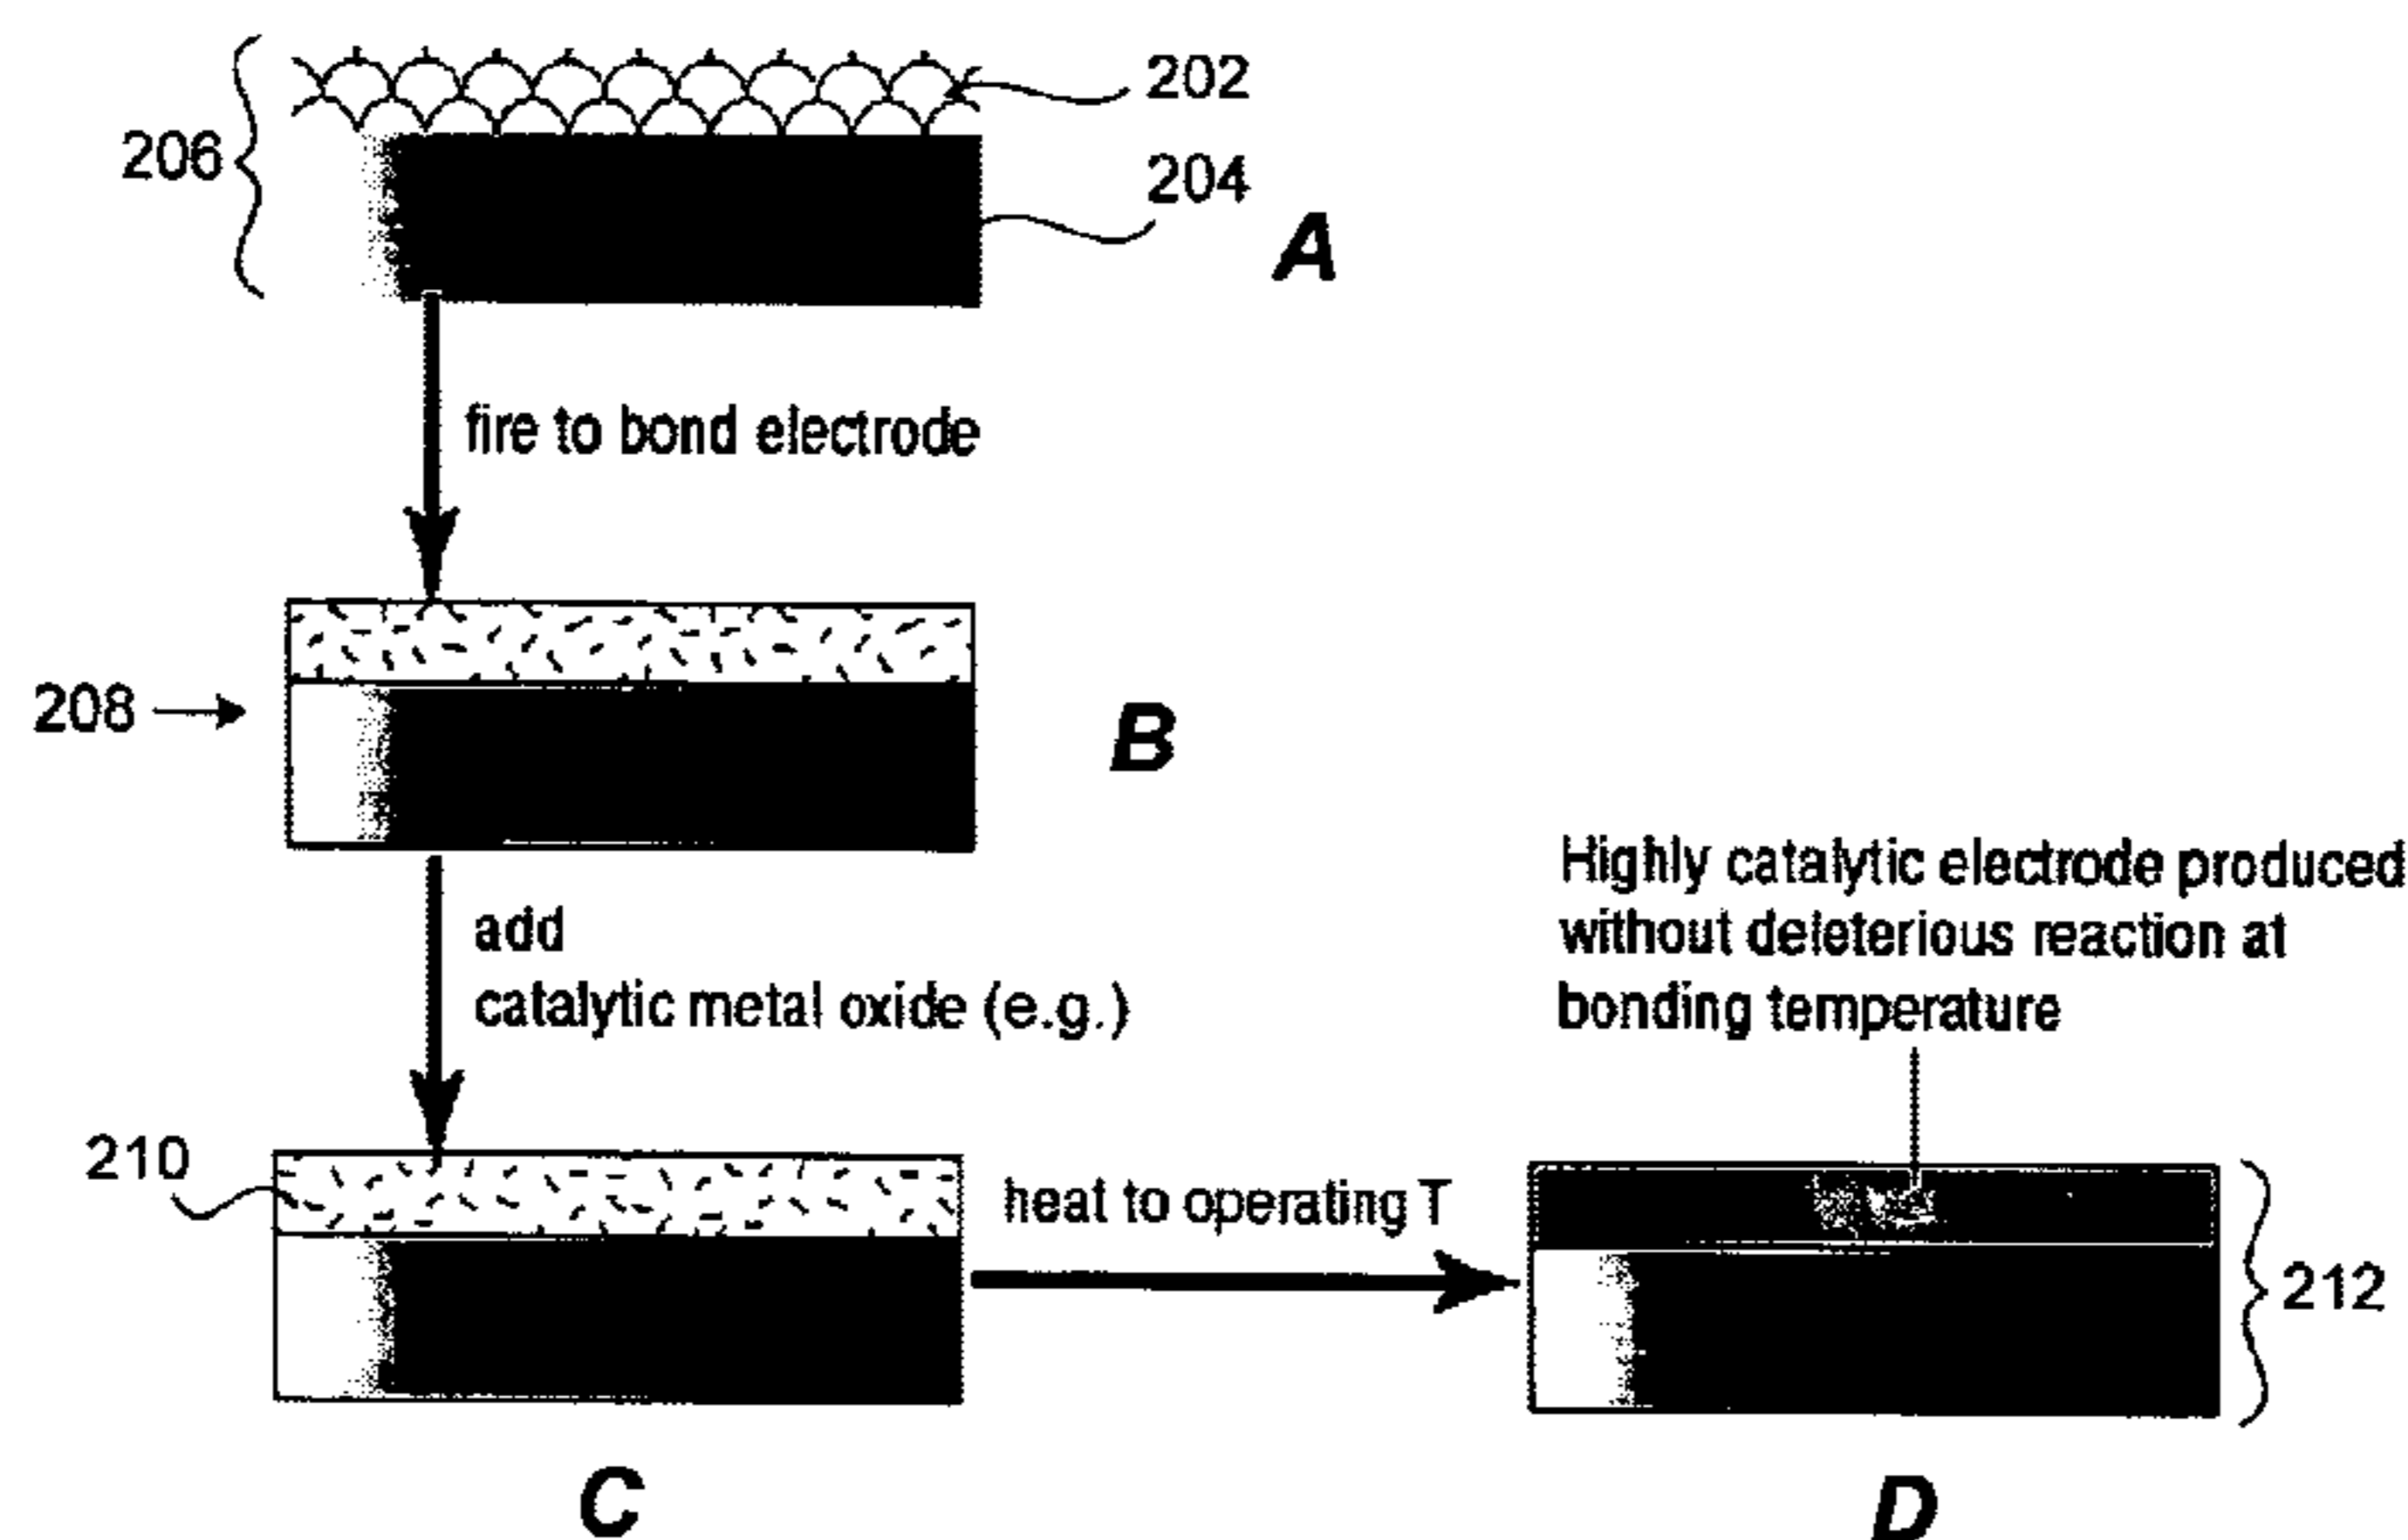 202
206
204
A
fire to bond electrode
208
B
add
catalytic metal oxide (e.g.)
Highly catalytic electrode produced
without deleterious reaction at
bonding temperature
210
heat to operating T
212
C
D